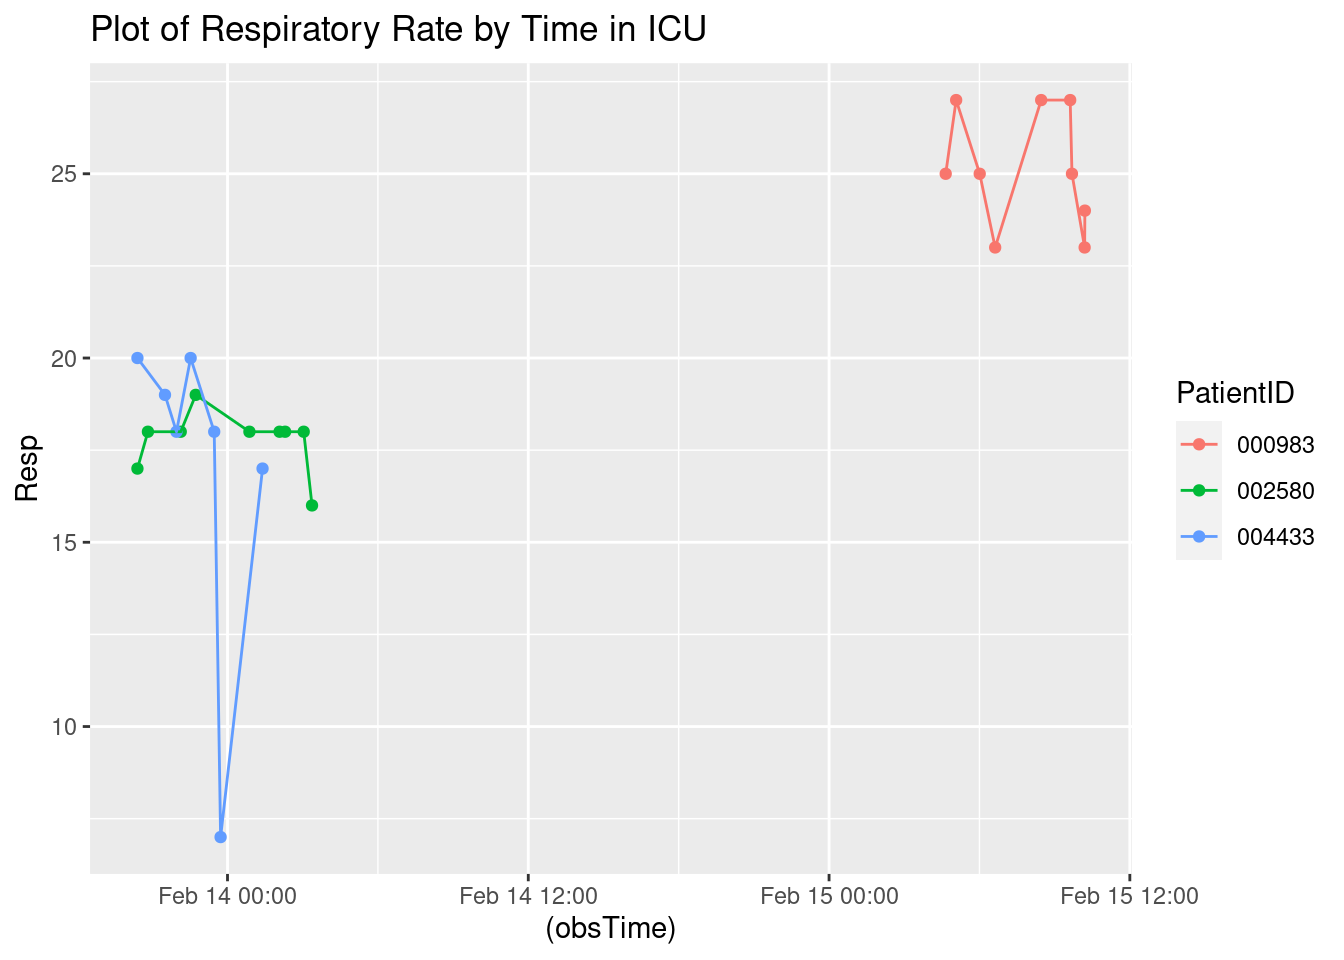 Plot of Respiratory Rate by Time in ICU
25
20
15
10
Resp
Feb 14 00:00
Feb 14 12:00
Feb 15 00:00
Feb 15 12:00
(obsTime)
PatientID
000983
002580
004433